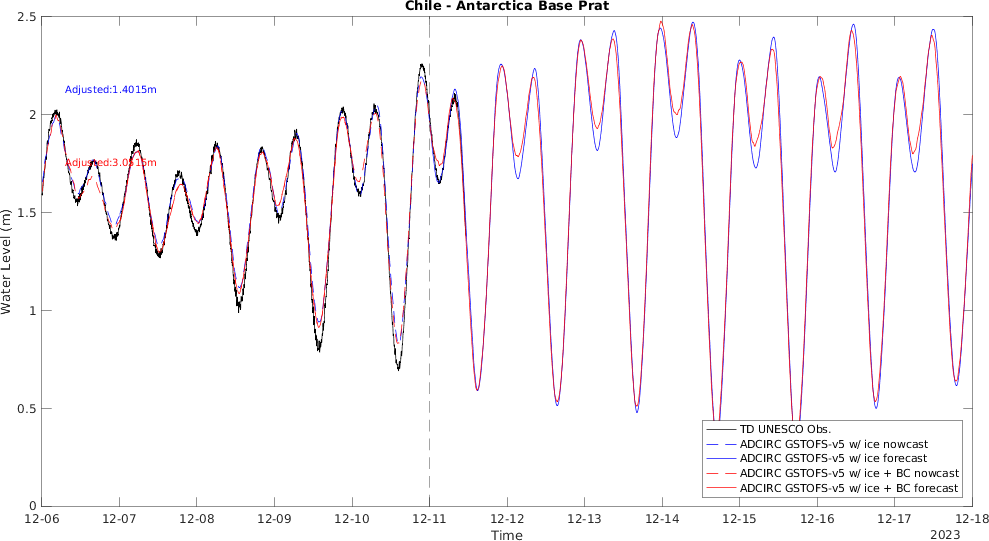 Chile - Antarctica Base Prat
2.5
2
1.5
1
0.5
0
Water Level (m)
Adjusted:1.4015m
Adjusted:3.0515m
TD UNESCO Obs.
ADCIRC GSTOFS-v5 w/ ice nowcast
ADCIRC GSTOFS-v5 w/ ice forecast
ADCIRC GSTOFS-v5 w/ ice + BC nowcast
ADCIRC GSTOFS-v5 w/ ice + BC forecast
12-06 12-07 12-08 12-09 12-10 12-11 12-12 12-13 12-14 12-15 12-16 12-17 12-18
Time
2023